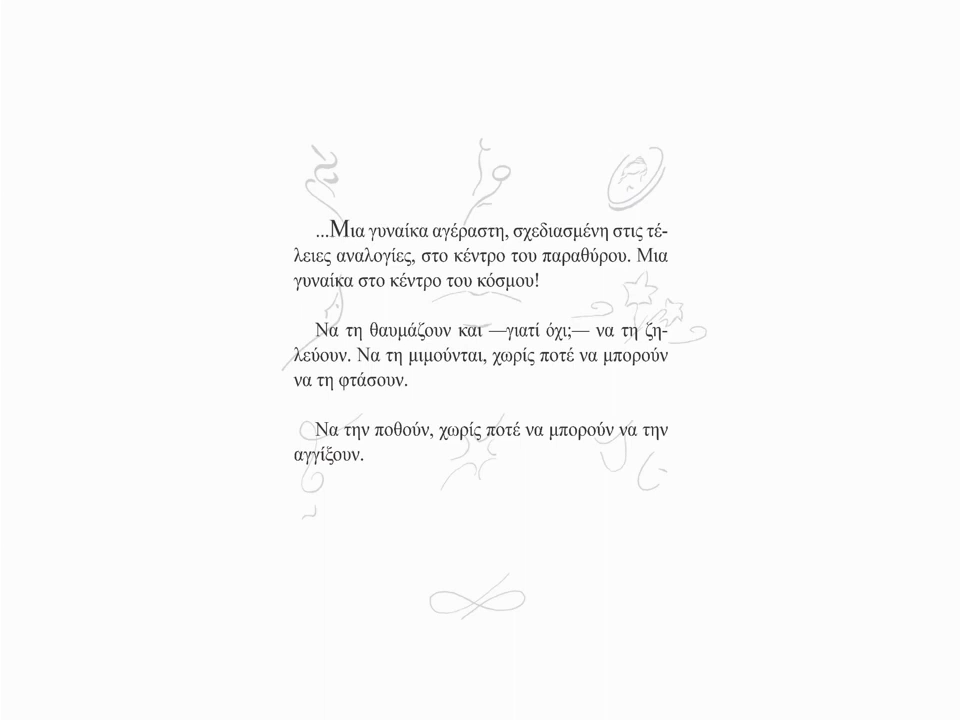 ...Μια γυναίκα αγέραστη, σχεδιασμένη στις τέ-
λειες αναλογίες, στο κέντρο του παραθύρου. Μια
γυναίκα στο κέντρο του κόσμου!
Να τη θαυμάζουν και —γιατί όχι;— να τη ζη-
λεύουν. Να τη μιμούνται, χωρίς ποτέ να μπορούν
να τη φτάσουν.
Να την ποθούν, χωρίς ποτέ να μπορούν να την
αγγίξουν.